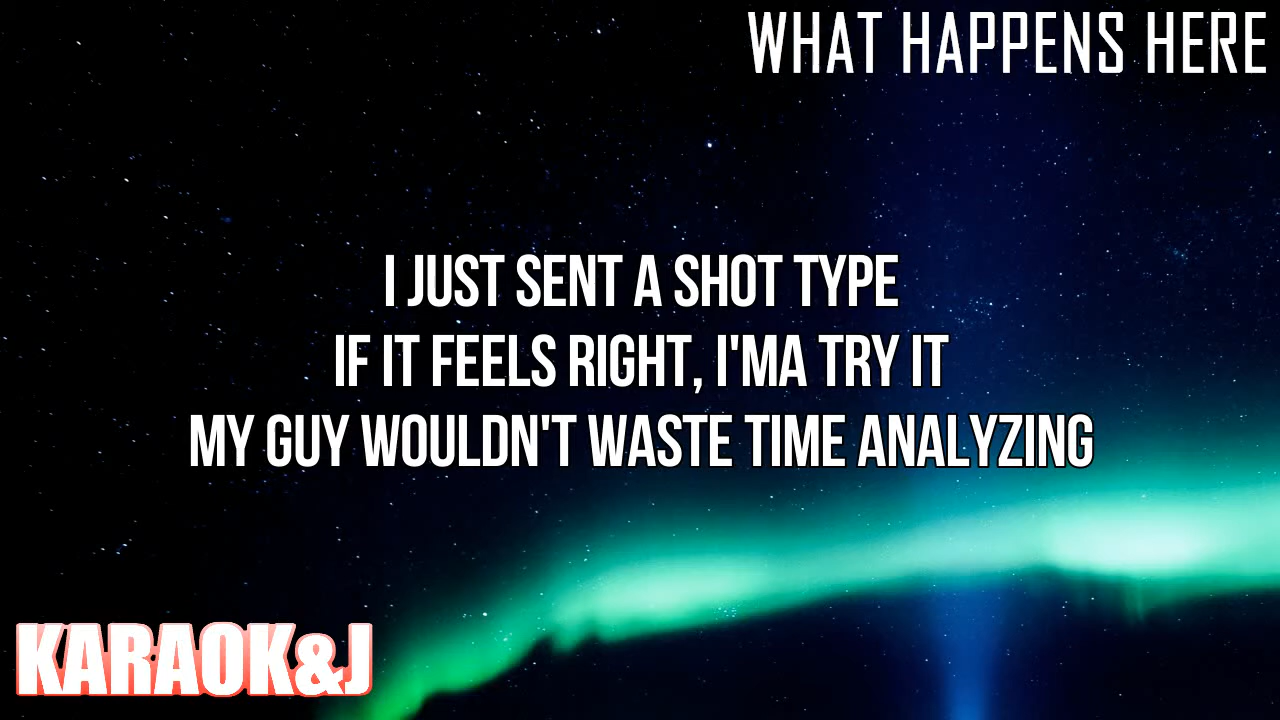 WHAT HAPPENS HERE
I JUST SENT A SHOT TYPE
IF IT FEELS RIGHT, I'MA TRY IT
MY GUY WOULDN'T WASTE TIME ANALYZING
KARAOK&J